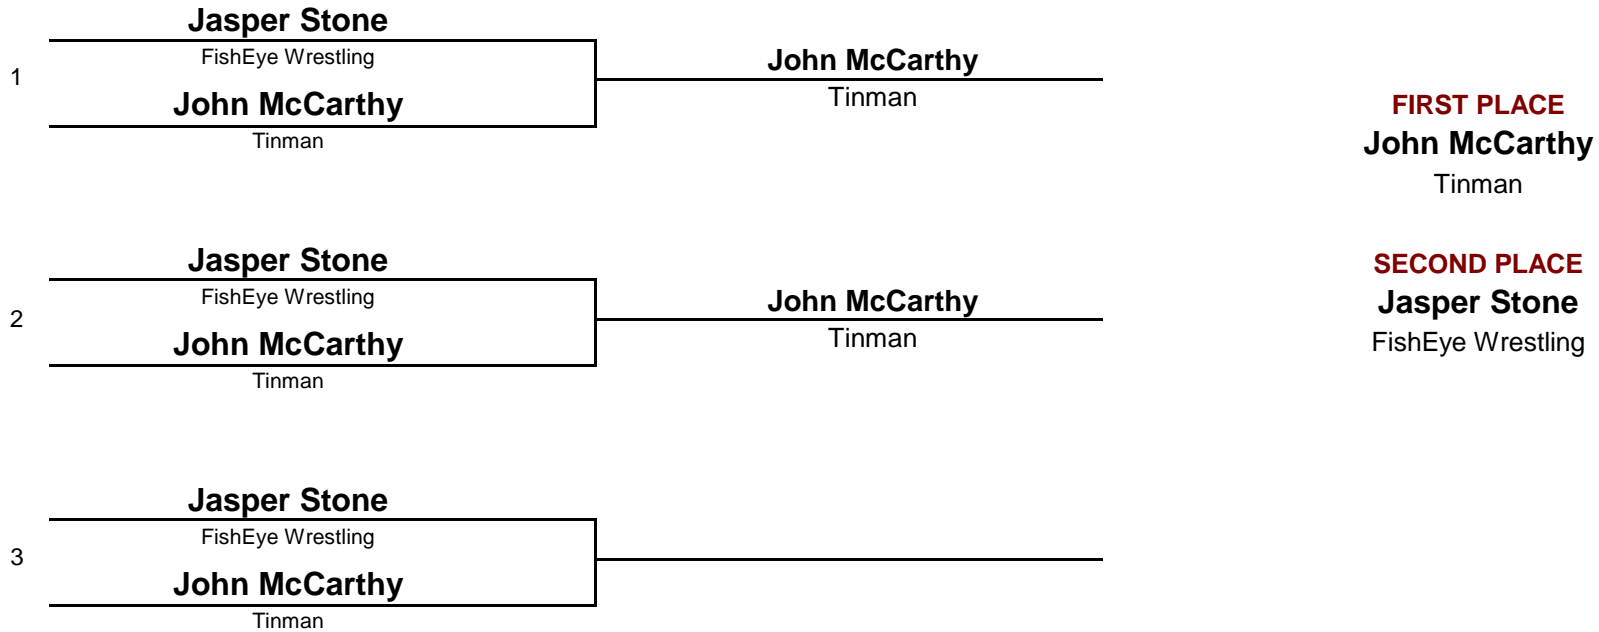 Jasper Stone
FishEye Wrestling
1
John McCarthy
Tinman
John McCarthy
Tinman
Jasper Stone
FishEye Wrestling
2
John McCarthy
Tinman
John McCarthy
Tinman
Jasper Stone
FishEye Wrestling
3
John McCarthy
Tinman
FIRST PLACE
John McCarthy
Tinman
SECOND PLACE
Jasper Stone
FishEye Wrestling